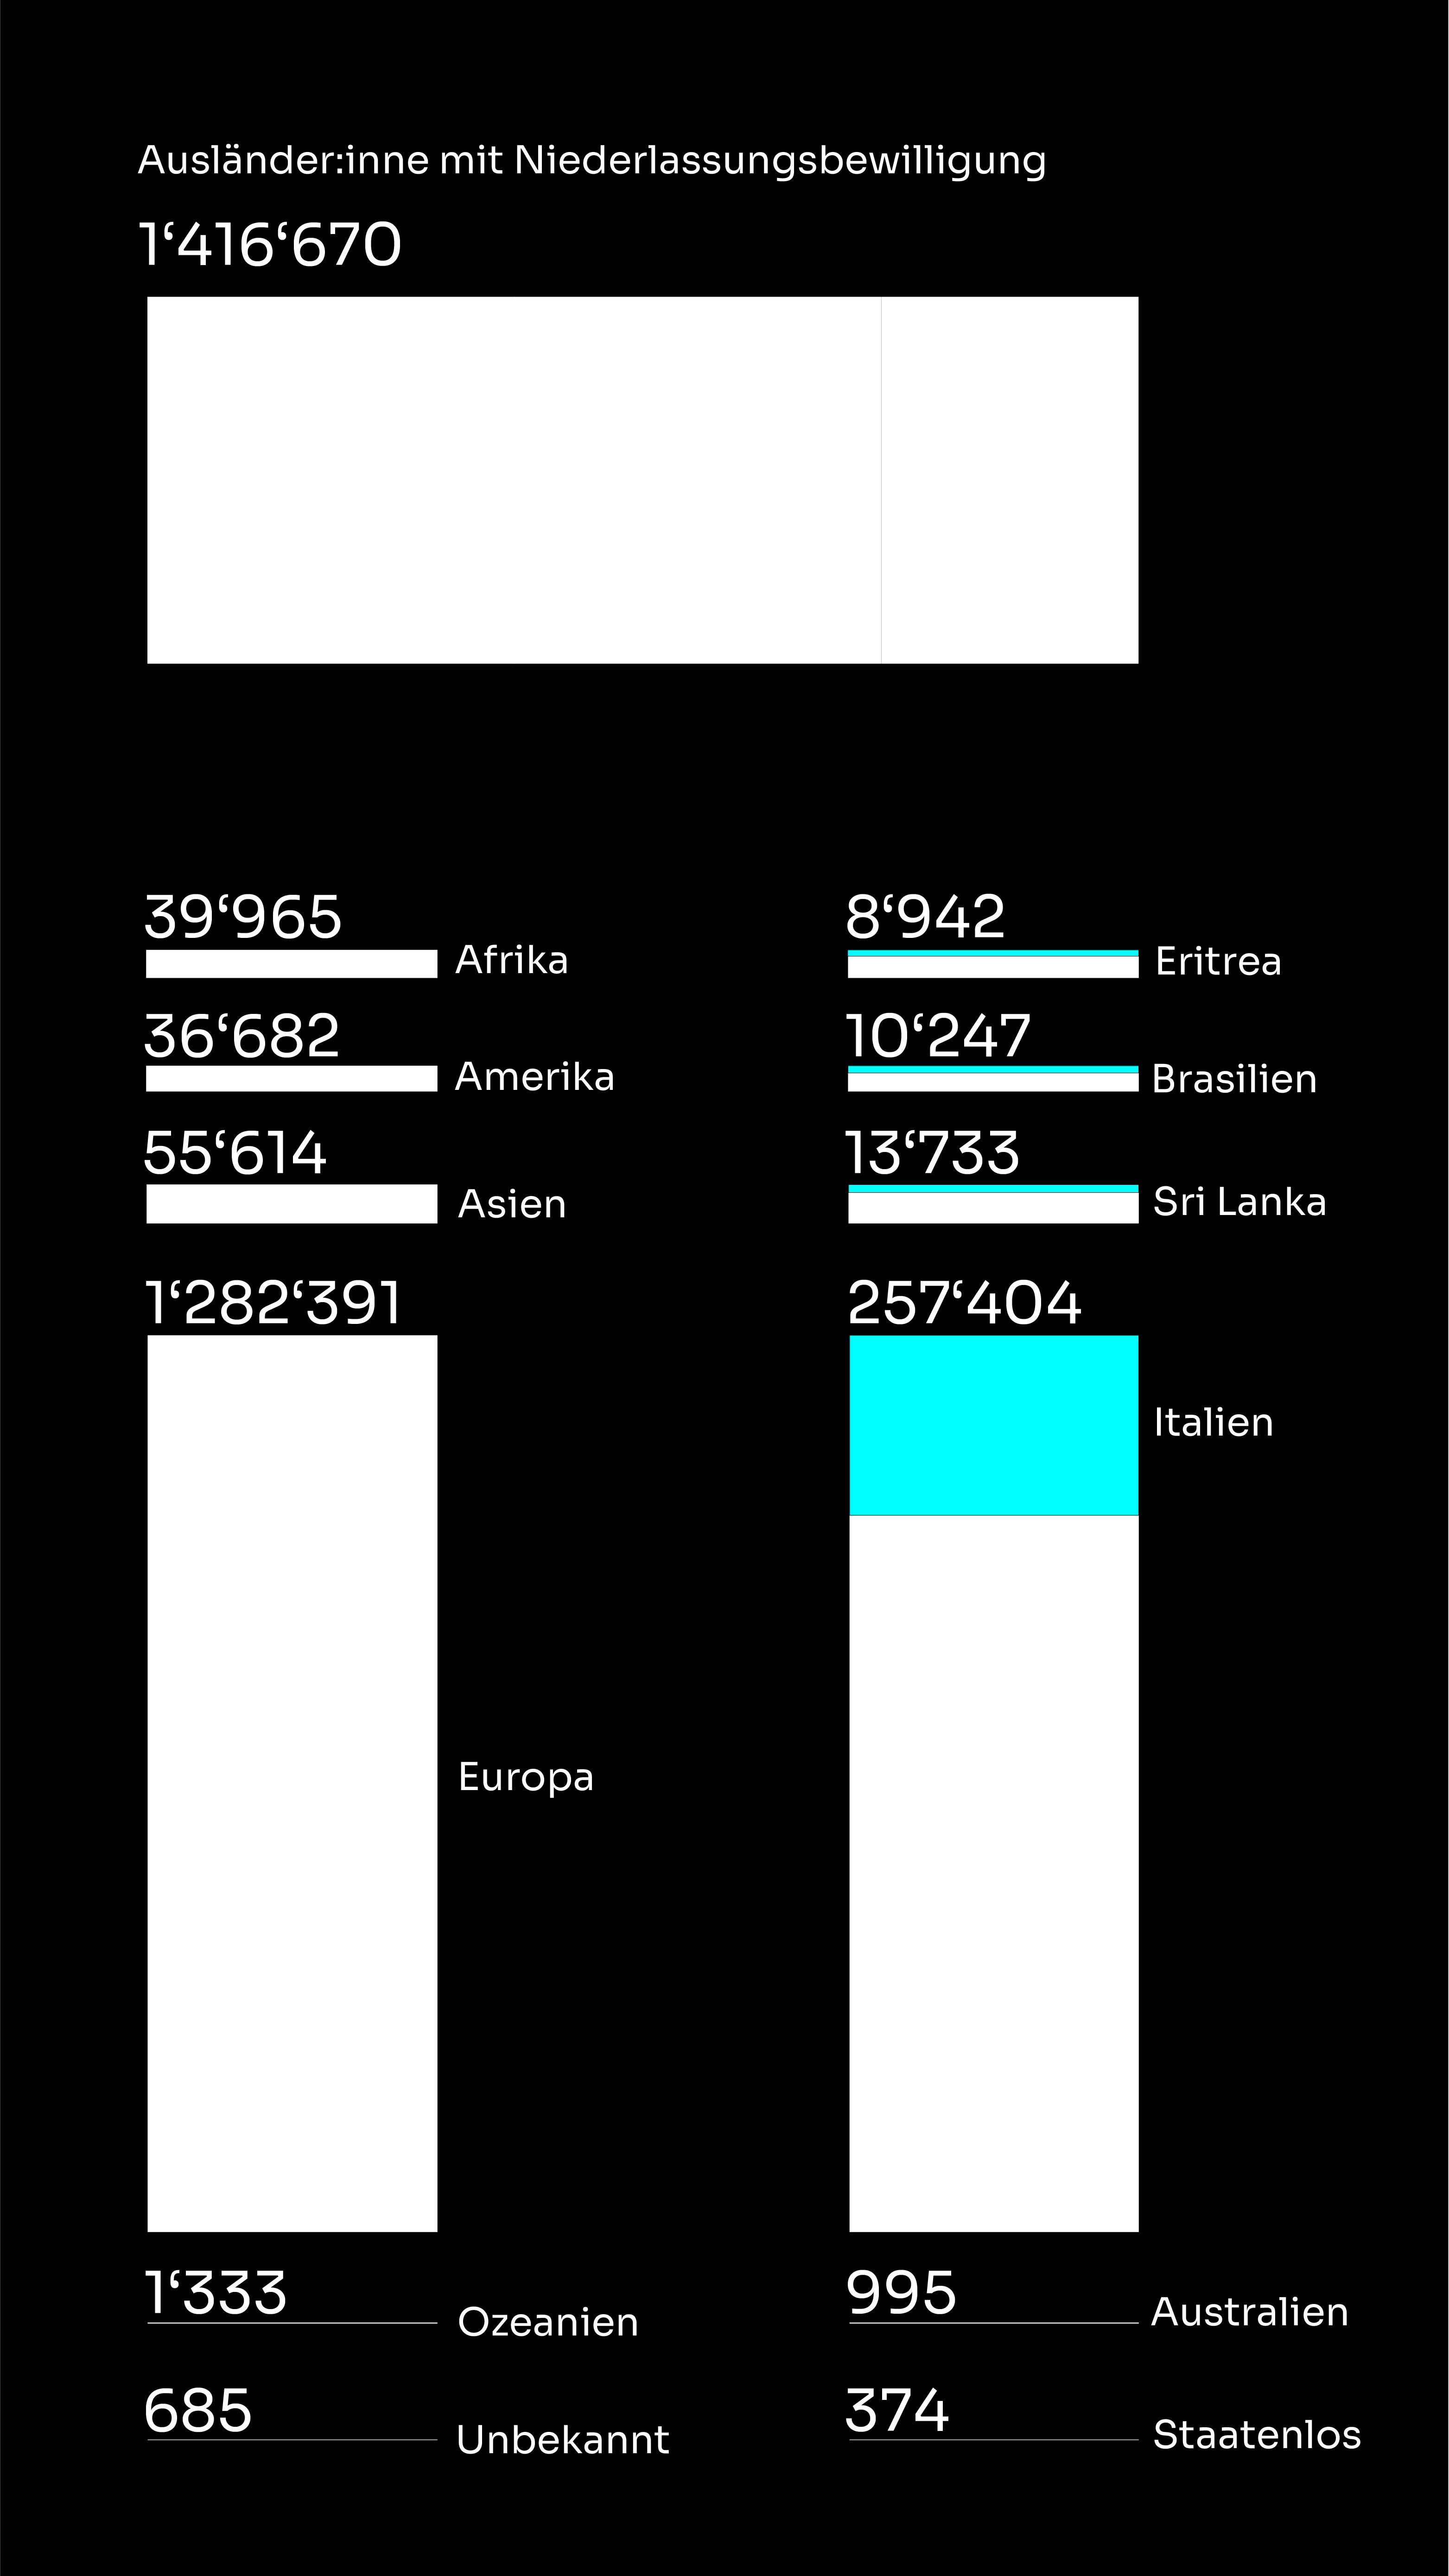 Ausländer:inne mit Niederlassungsbewilligung
1‘416‘670
39‘965
Afrika
8‘942
Eritrea
36‘682
Amerika
10‘247
Brasilien
55‘614
Asien
13‘733
Sri Lanka
1‘282‘391
Europa
257‘404
Italien
1‘333
Ozeanien
995
Australien
685
Unbekannt
374
Staatenlos